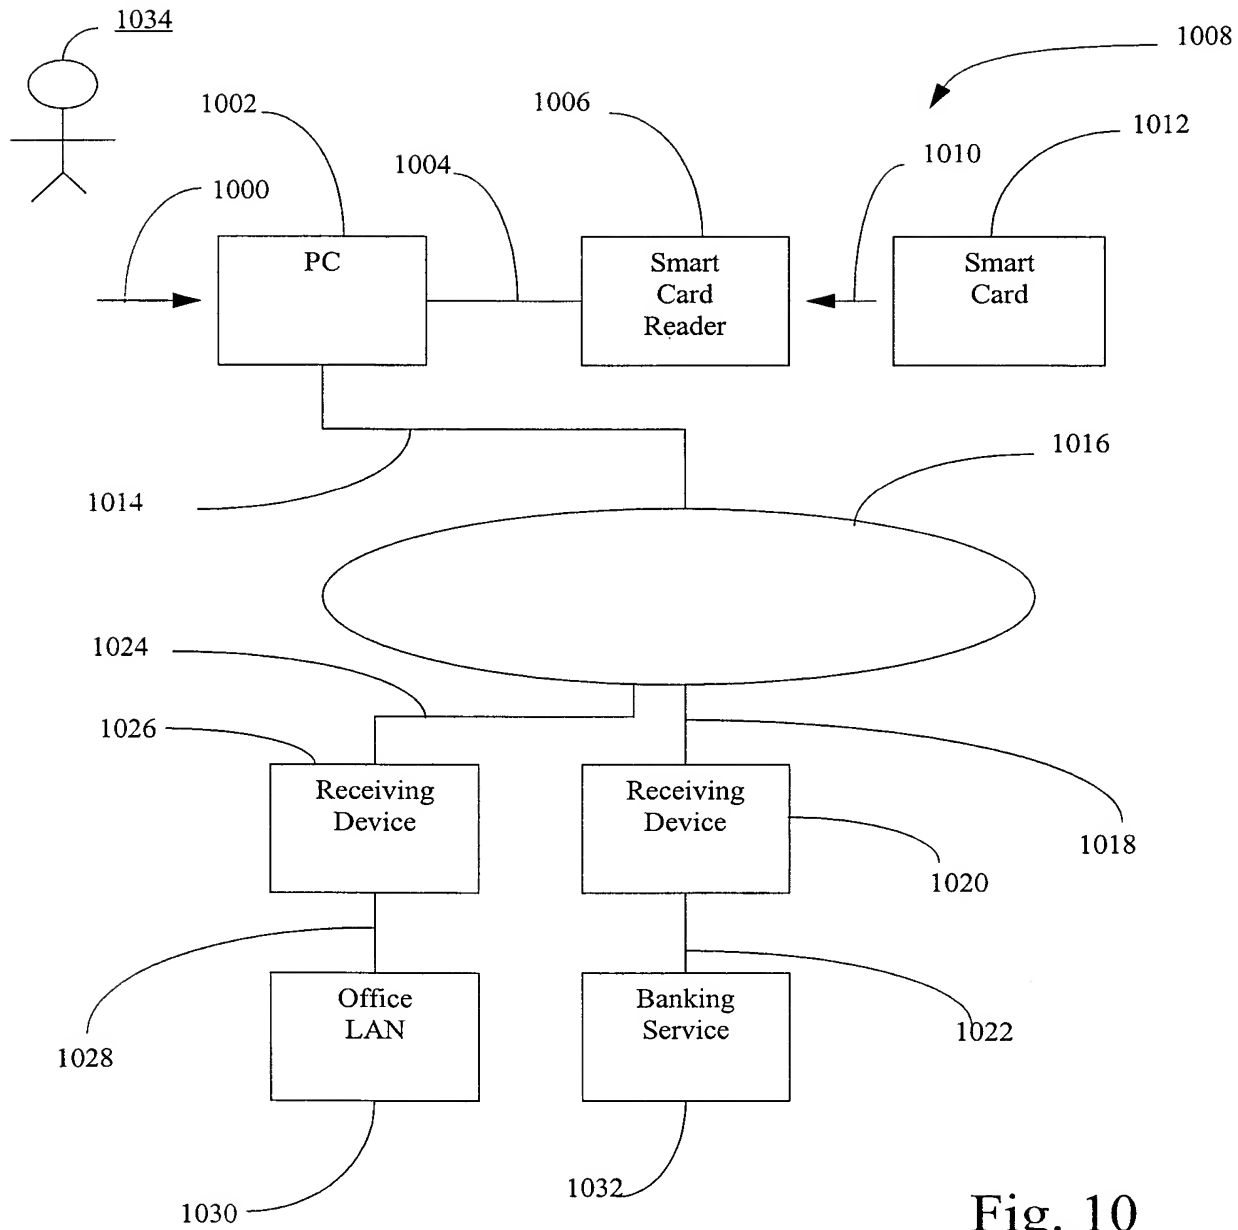 1034
1008
1002
1006
1012
1004
1010
1000
PC
Smart
Card
Reader
Smart
Card
1016
1014
1024
1026
Receiving
Device
Receiving
Device
1018
1020
Office
LAN
Banking
Service
1028
1022
1032
1030
Fig. 10